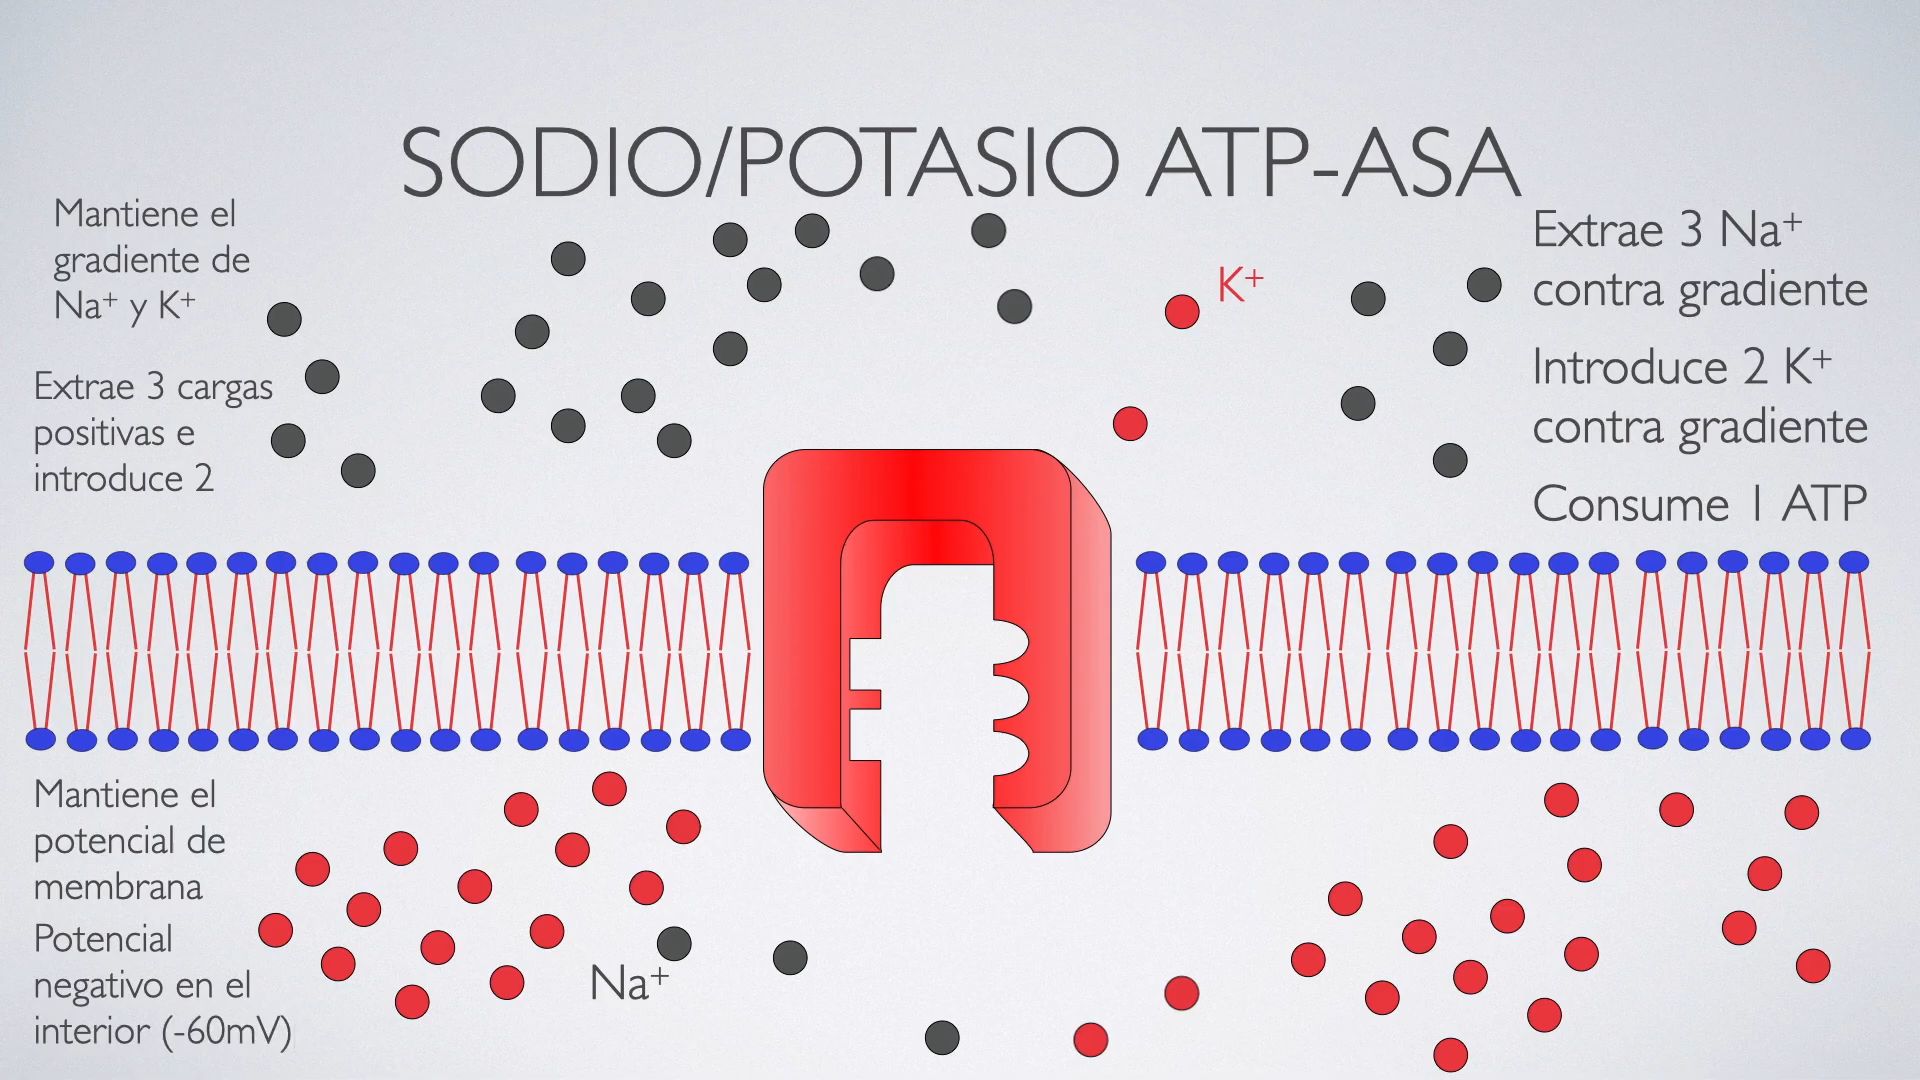 SODIO/POTASIO ATP-ASA
Mantiene el
gradiente de
Na⁺ y K⁺
Extrae 3 cargas
positivas e
introduce 2
K⁺
Extrae 3 Na⁺
contra gradiente
Introduce 2 K⁺
contra gradiente
Consume 1 ATP
Mantiene el
potencial de
membrana
Potencial
negativo en el
interior (-60mV)
Na⁺